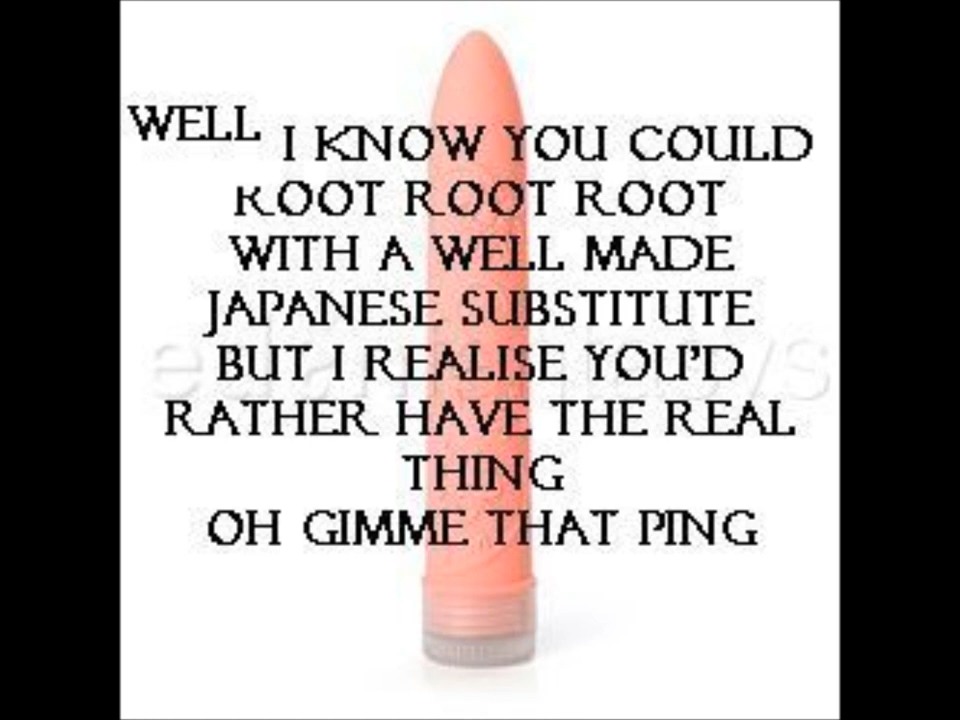 WELL I KNOW YOU COULD
ROOT ROOT ROOT
WITH A WELL MADE
JAPANESE SUBSTITUTE
BUT I REALISE YOU'D
RATHER HAVE THE REAL
THING
OH GIMME THAT PING